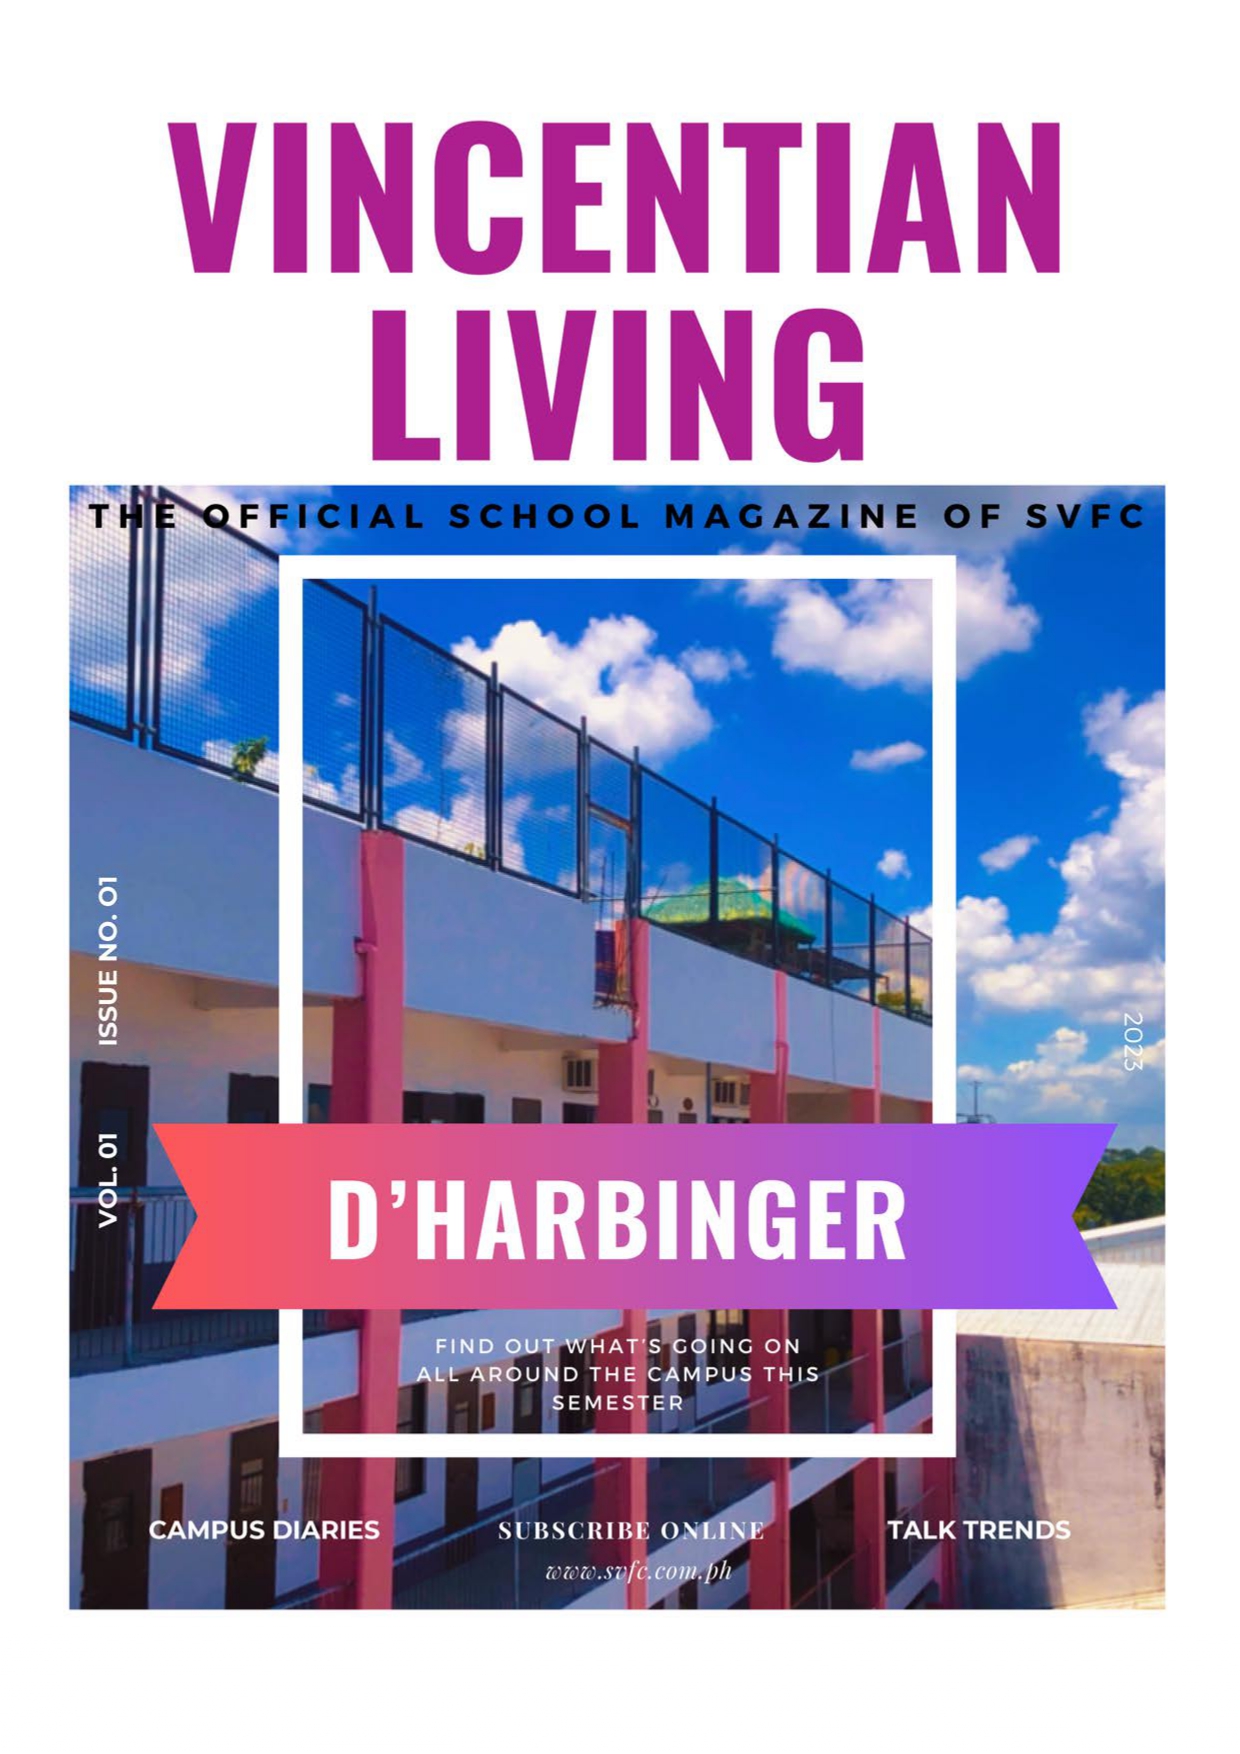 VINCENTIAN
LIVING
THE OFFICIAL SCHOOL MAGAZINE OF SVFC
ISSUE NO. 01
VOL. 01
2023
D'HARBINGER
FIND OUT WHAT'S GOING ON
ALL AROUND THE CAMPUS THIS
SEMESTER
CAMPUS DIARIES
SUBSCRIBE ONLINE
www.svfc.com.ph
TALK TRENDS